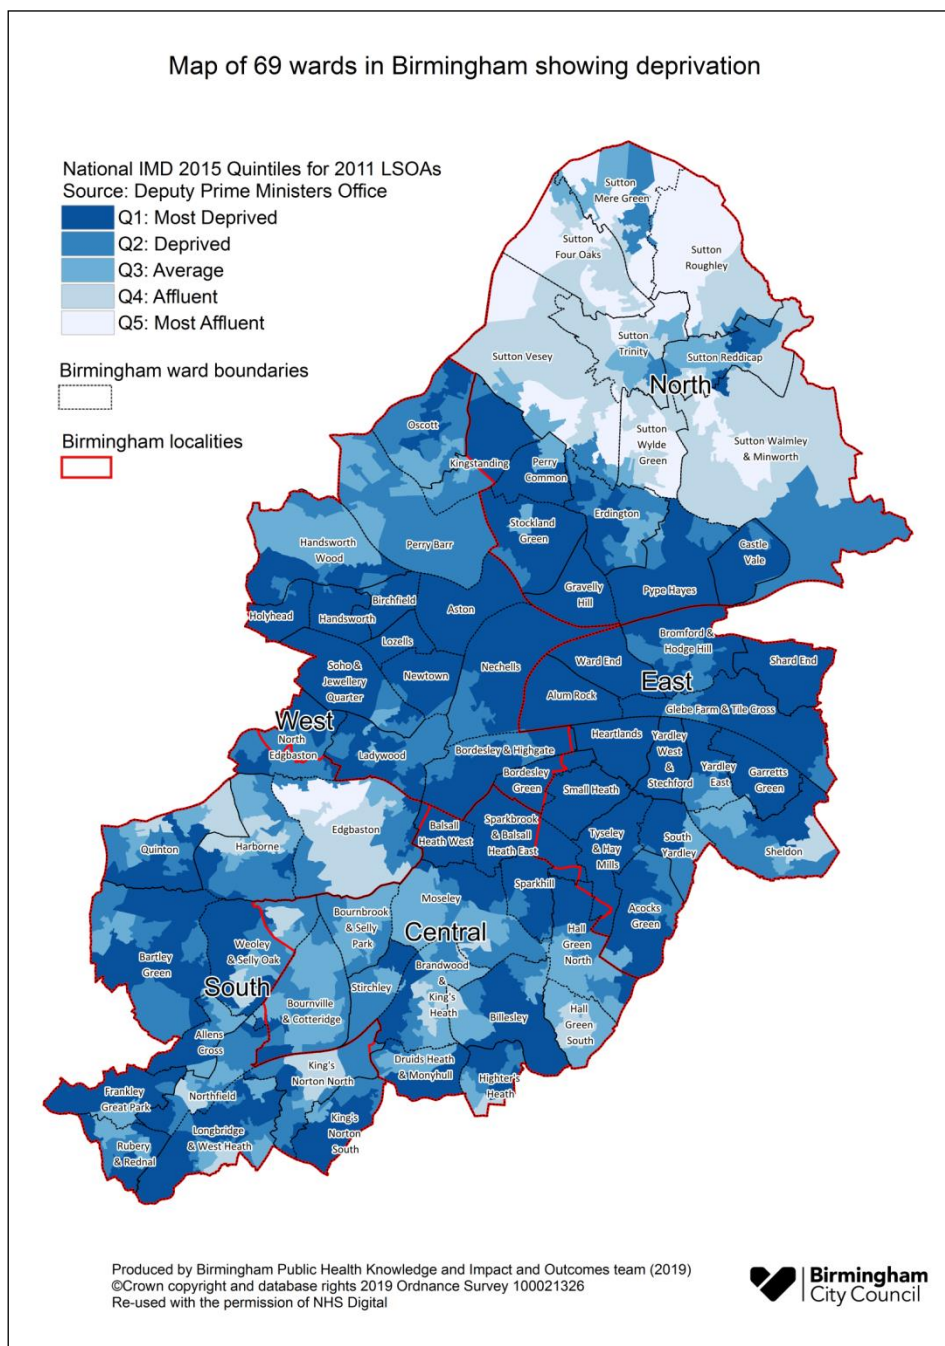 Map of 69 wards in Birmingham showing deprivation
National IMD 2015 Quintiles for 2011 LSOAs
Source: Deputy Prime Ministers Office
Q1: Most Deprived
Q2: Deprived
Q3: Average
Q4: Affluent
Q5: Most Affluent
Birmingham ward boundaries
Birmingham localities
Sutton
Mere Green
Sutton
Four Oaks
Sutton
Roughley
Sutton
Trinity
Sutton Vesey
Sutton Reddicap
North
Sutton
Wylde
Green
Sutton Walmley
& Minworth
Oscott
Kingstanding
Perry
Common
Erdington
Stockland
Green
Handsworth
Wood
Perry Barr
Castle
Vale
Gravelly
Hill
Pype Hayes
Holyhead
Handsworth
Birchfield
Aston
Lozells
Bromford &
Hodge Hill
Soho &
Jewellery
Quarter
Newtown
Nechells
Ward End
Shard End
East
Alum Rock
Glebe Farm & Tile Cross
West
North
Edgbaston
Ladywood
Bordesley & Highgate
Heartlands
Yardley
West
&
Stechford
Bordesley
Green
Small Heath
Yardley
East
Garretts
Green
Edgbaston
Balsall
Heath West
Sparkbrook
& Balsall
Heath East
Tyseley
& Hay
Mills
South
Yardley
Sheldon
Quinton
Harborne
Sparkhill
Moseley
Acocks
Green
Bournbrook
& Selly
Park
Central
Hall
Green
North
Bartley
Green
Weoley
& Selly Oak
South
Stirchley
Brandwood
&
King's
Heath
Bournville
& Cotteridge
Billesley
Hall
Green
South
Allens
Cross
King's
Norton North
Druids Heath
& Monyhull
Highter's
Heath
Frankley
Great Park
Northfield
Longbridge
& West Heath
King's
Norton
South
Rubery
& Rednal
Produced by Birmingham Public Health Knowledge and Impact and Outcomes team (2019)
©Crown copyright and database rights 2019 Ordnance Survey 100021326
Re-used with the permission of NHS Digital
Birmingham
City Council